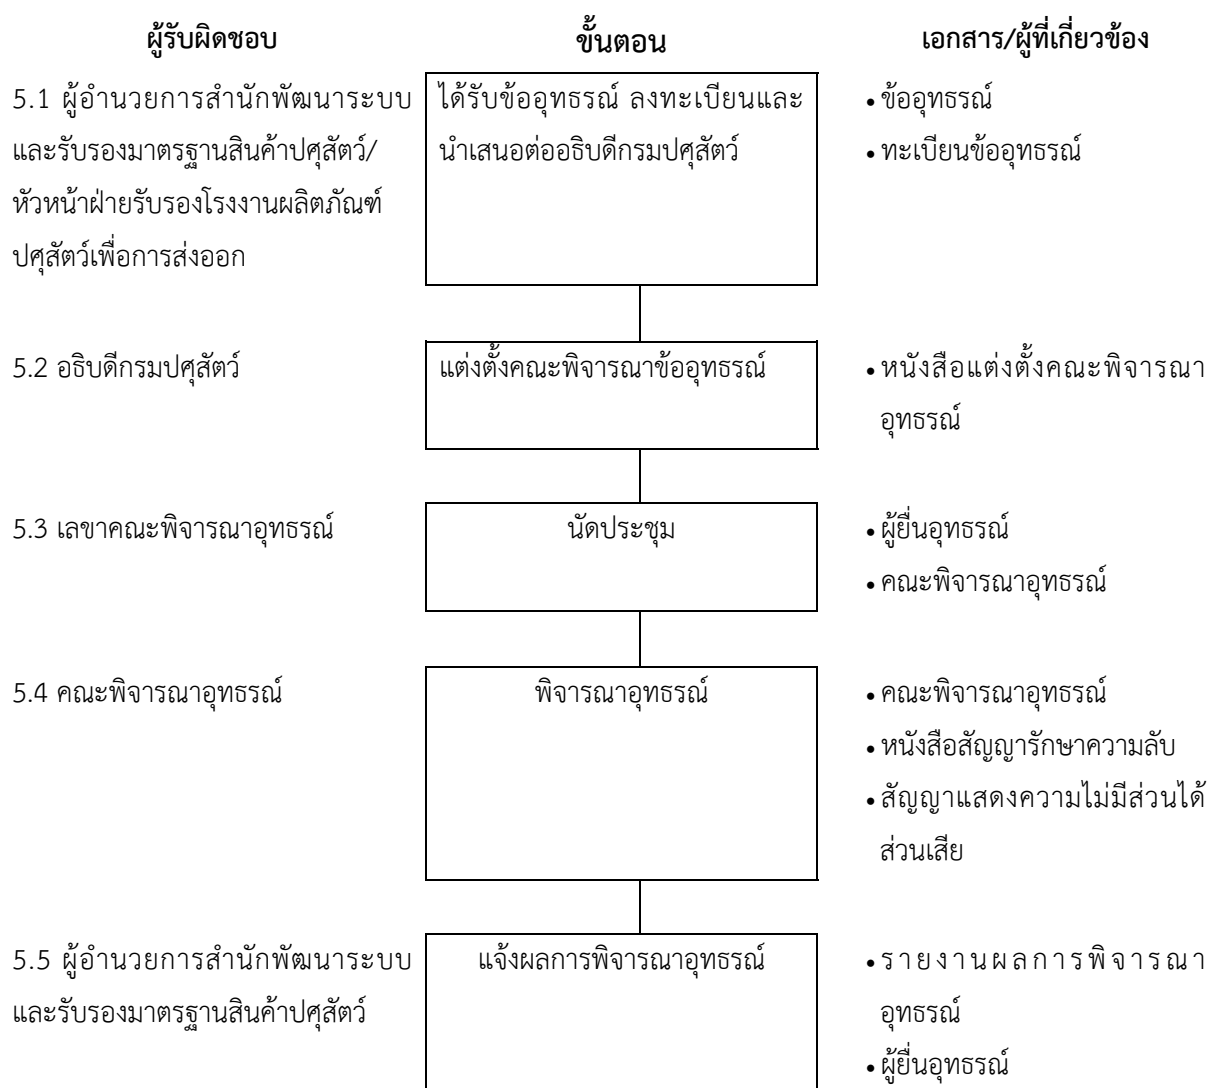 ผู้รับผิดชอบ ขั้นตอน เอกสาร/ผู้ที่เกี่ยวข้อง
5.1 ผู้อำนวยการสำนักพัฒนาระบบ
และรับรองมาตรฐานสินค้าปศุสัตว์/
หัวหน้าฝ่ายรับรองโรงงานผลิตภัณฑ์
ปศุสัตว์เพื่อการส่งออก
ได้รับข้ออุทธรณ์ ลงทะเบียนและ
นำเสนอต่ออธิบดีกรมปศุสัตว์
• ข้ออุทธรณ์
• ทะเบียนข้ออุทธรณ์
5.2 อธิบดีกรมปศุสัตว์
แต่งตั้งคณะพิจารณาข้ออุทธรณ์
• หนังสือแต่งตั้งคณะพิจารณา
อุทธรณ์
5.3 เลขาคณะพิจารณาอุทธรณ์
นัดประชุม
• ผู้ยื่นอุทธรณ์
• คณะพิจารณาอุทธรณ์
5.4 คณะพิจารณาอุทธรณ์
พิจารณาอุทธรณ์
• คณะพิจารณาอุทธรณ์
• หนังสือสัญญารักษาความลับ
• สัญญาแสดงความไม่มีส่วนได้
ส่วนเสีย
5.5 ผู้อำนวยการสำนักพัฒนาระบบ
และรับรองมาตรฐานสินค้าปศุสัตว์
แจ้งผลการพิจารณาอุทธรณ์
• รายงานผลการพิจารณา
อุทธรณ์
• ผู้ยื่นอุทธรณ์